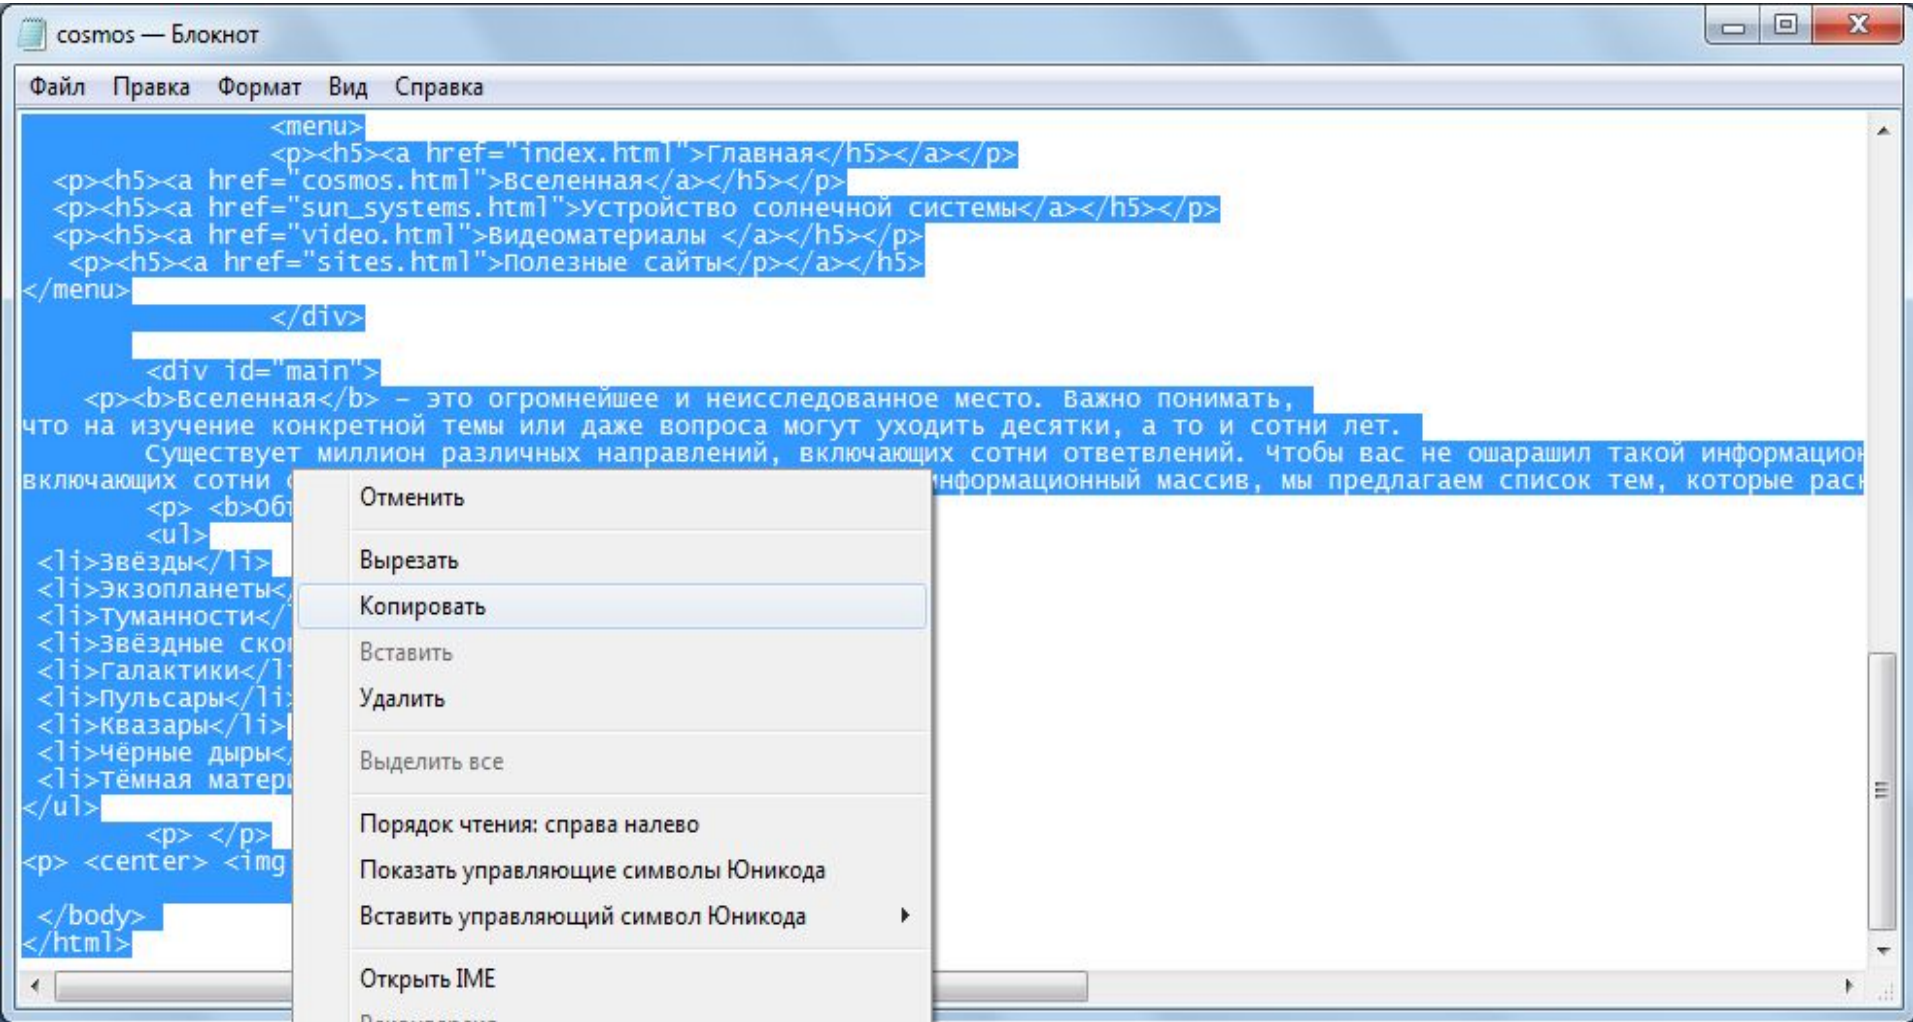 cosmos — Блокнот
Файл Правка Формат Вид Справка
<menu>
<p><h5><a href="index.html">Главная</h5></a></p>
<p><h5><a href="cosmos.html">Вселенная</a></h5></p>
<p><h5><a href="sun_systems.html">Устройство солнечной системы</a></h5></p>
<p><h5><a href="video.html">Видеоматериалы </a></h5></p>
<p><h5><a href="sites.html">Полезные сайты</p></a></h5>
</menu>
</div>
<div id="main">
<p><b>Вселенная</b> – это огромнейшее и неисследованное место. Важно понимать,
что на изучение конкретной темы или даже вопроса могут уходить десятки, а то и сотни лет.
Существует миллион различных направлений, включающих сотни ответвлений. Чтобы вас не ошарашил такой
включающих сотни информационный массив, мы предлагаем список тем, которые
<p> <b>
<ul>
<li>Звёзды</li>
<li>Экзопланеты<
<li>Туманности</
<li>Звёздные
<li>Галактики</l
<li>Пульсары</li>
<li>Квазары</li>
<li>Чёрные дыры<
<li>Тёмная
</ul>
<p> </p>
<p> <center> <img
</body>
</html>
Отменить
Вырезать
Копировать
Вставить
Удалить
Выделить все
Порядок чтения: справа налево
Показать управляющие символы Юникода
Вставить управляющий символ Юникода
Открыть IME